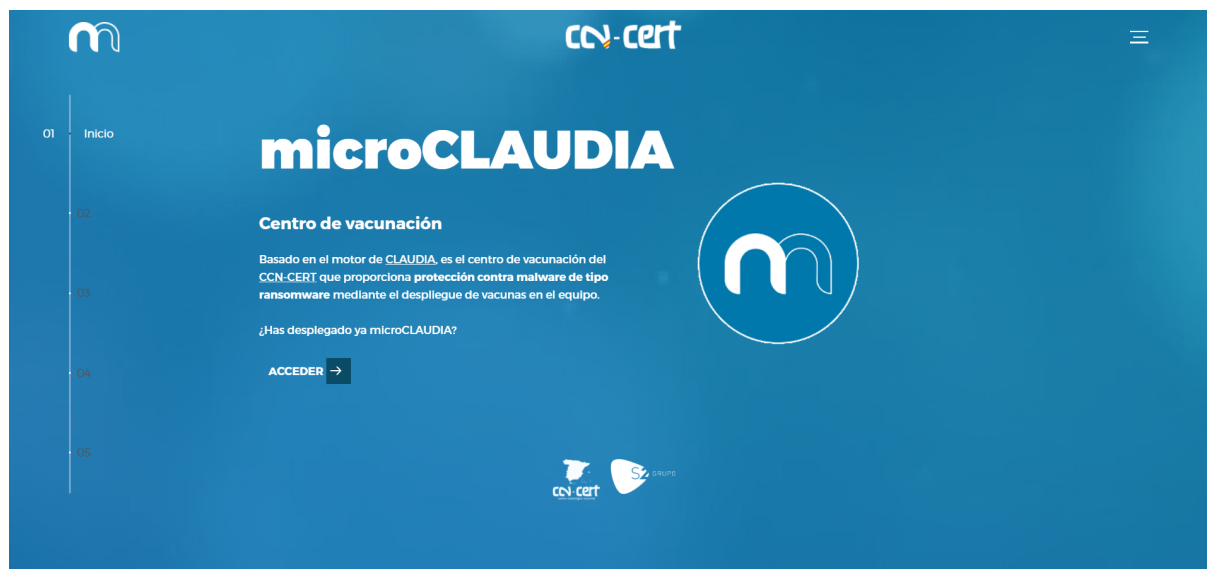 ccn-cert
01 Inicio
microCLAUDIA
02
Centro de vacunación
Basado en el motor de CLAUDIA, es el centro de vacunación del
CCN-CERT que proporciona protección contra malware de tipo
ransomware mediante el despliegue de vacunas en el equipo.
03
¿Has desplegado ya microCLAUDIA?
ACCEDER →
04
05
ccn-cert
S2 GRUPO